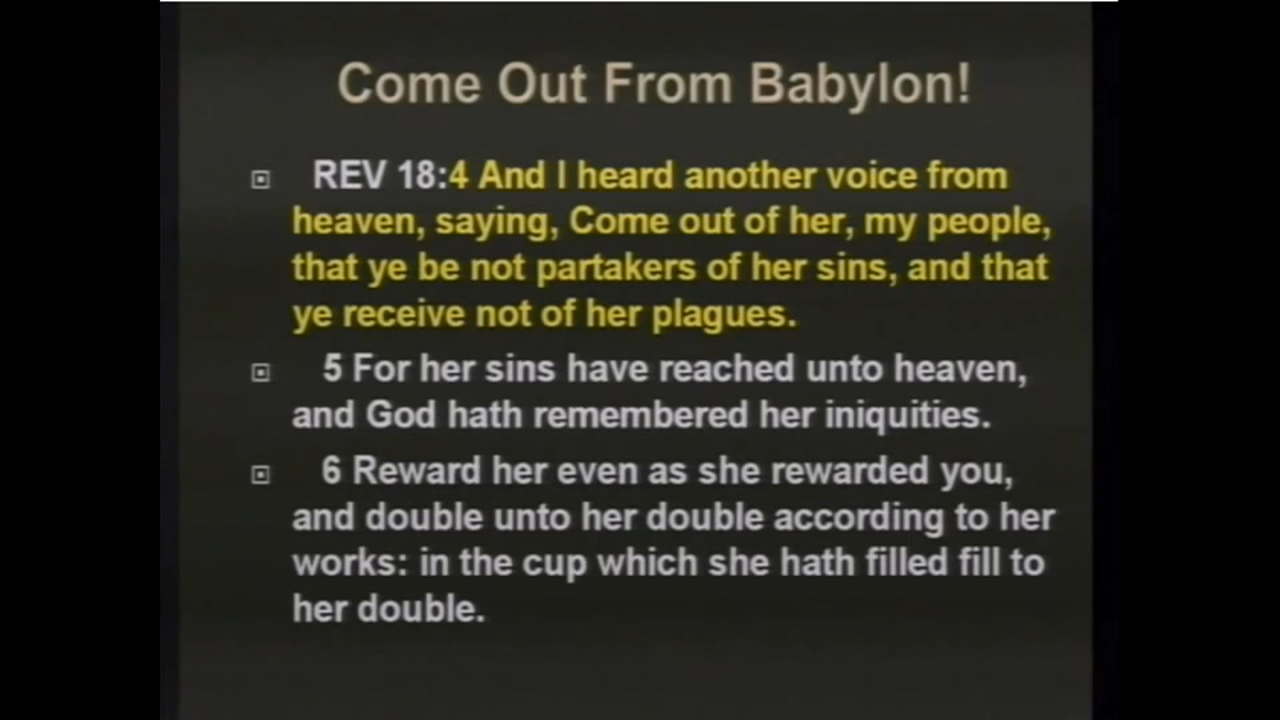 Come Out From Babylon!
REV 18:4 And I heard another voice from
heaven, saying, Come out of her, my people,
that ye be not partakers of her sins, and that
ye receive not of her plagues.
5 For her sins have reached unto heaven,
and God hath remembered her iniquities.
6 Reward her even as she rewarded you,
and double unto her double according to her
works: in the cup which she hath filled fill to
her double.